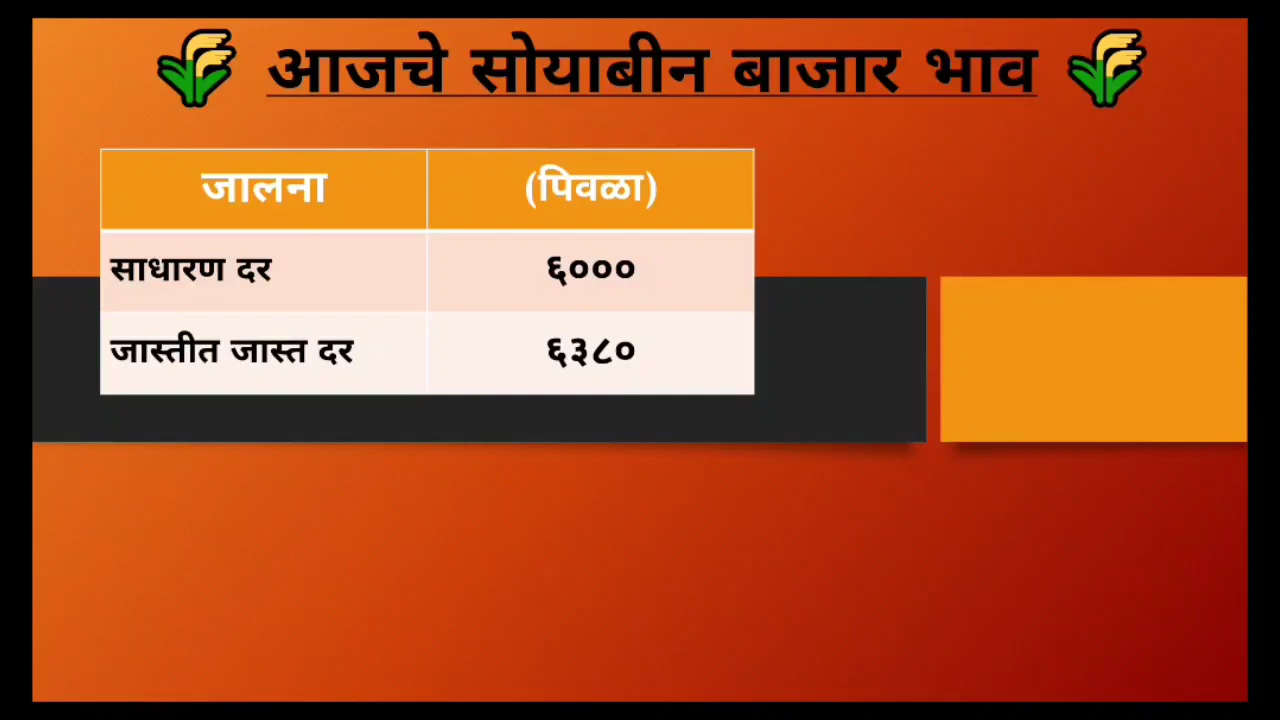 आजचे सोयाबीन बाजार भाव
जालना (पिवळा)
साधारण दर ६०००
जास्तीत जास्त दर ६३८०